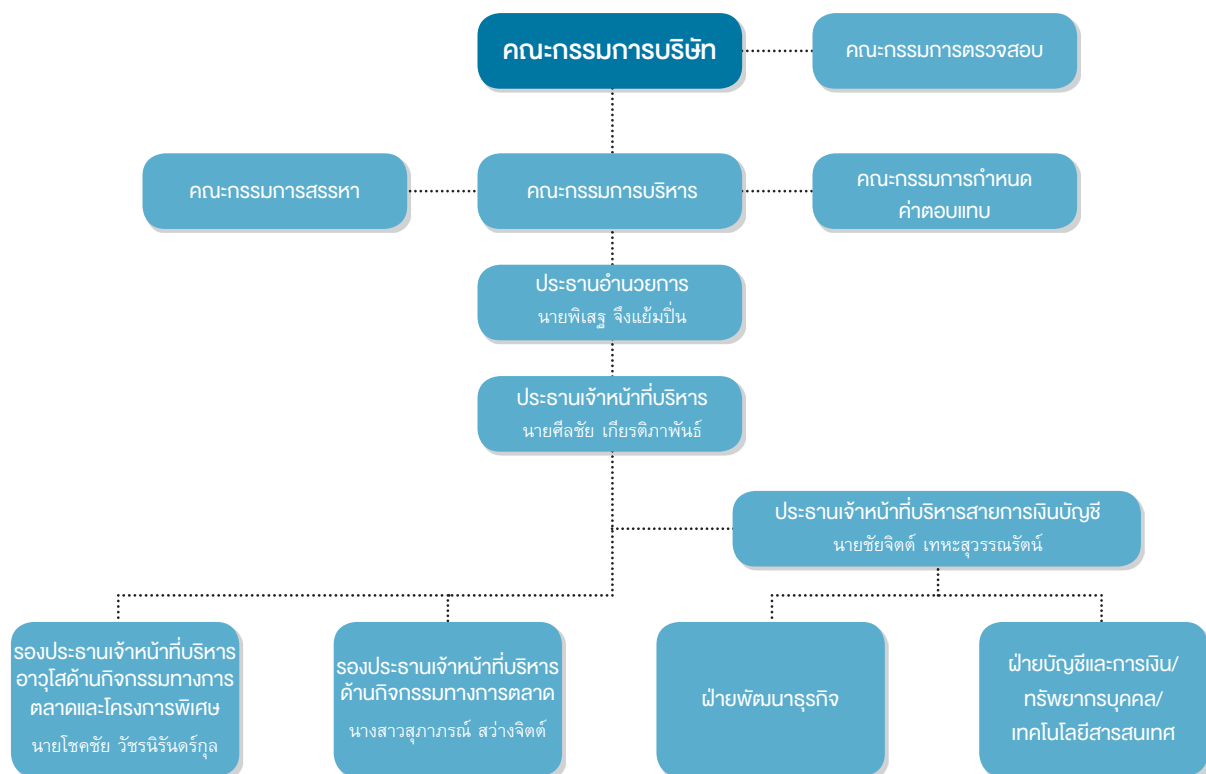 คณะกรรมการบริษัท
คณะกรรมการตรวจสอบ
คณะกรรมการสรรหา
คณะกรรมการบริหาร
คณะกรรมการกำหนด
ค่าตอบแทน
ประธานอำนวยการ
นายพิเสฐ จึงแย้มปิ่น
ประธานเจ้าหน้าที่บริหาร
นายศีลชัย เกียรติภาพันธ์
ประธานเจ้าหน้าที่บริหารสายการเงินบัญชี
นายชัยจิตต์ เทหะสุวรรณรัตน์
รองประธานเจ้าหน้าที่บริหาร
อาวุโสด้านกิจกรรมทางการ
ตลาดและโครงการพิเศษ
นายโชคชัย วัชรนิรันดร์กุล
รองประธานเจ้าหน้าที่บริหาร
ด้านกิจกรรมทางการตลาด
นางสาวสุภาภรณ์ สว่างจิตต์
ฝ่ายพัฒนาธุรกิจ
ฝ่ายบัญชีและการเงิน/
ทรัพยากรบุคคล/
เทคโนโลยีสารสนเทศ